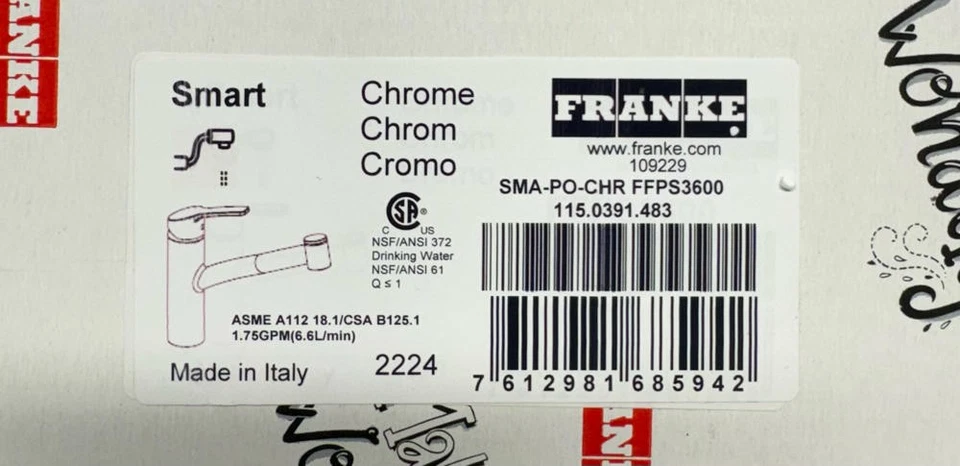 FRANKE
Smart
Chrome
Chrom
Cromo
FRANKE
www.franke.com
109229
SMA-PO-CHR FFPS3600
115.0391.483
CSA®
C US
NSF/ANSI 372
Drinking Water
NSF/ANSI 61
Q ≤ 1
ASME A112 18.1/CSA B125.1
1.75GPM(6.6L/min)
Made in Italy
2224
7 612981 685942